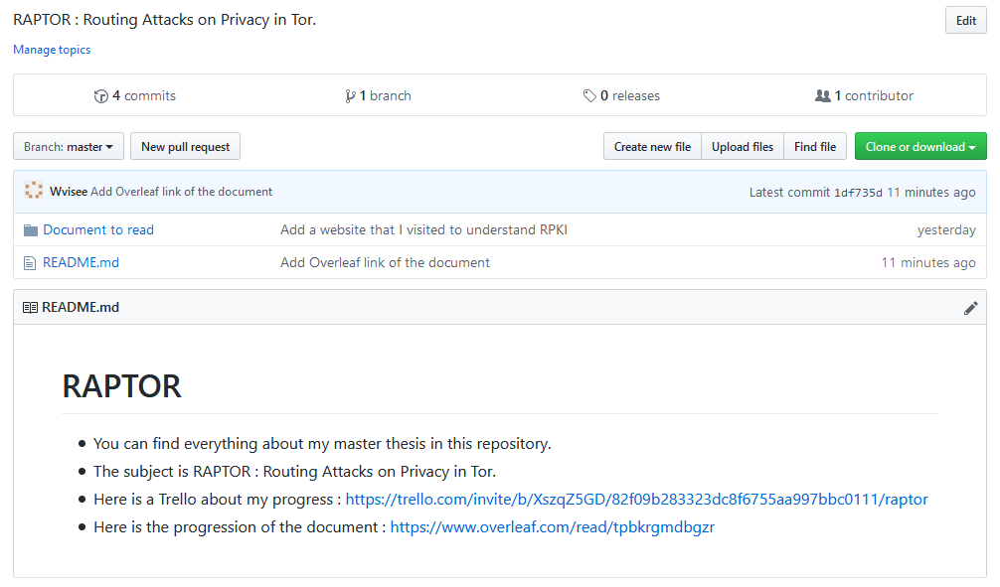 RAPTOR : Routing Attacks on Privacy in Tor.
Edit
Manage topics
4 commits
1 branch
0 releases
1 contributor
Branch: master
New pull request
Create new file
Upload files
Find file
Clone or download
Wvisee Add Overleaf link of the document
Latest commit 1df735d 11 minutes ago
Document to read
Add a website that I visited to understand RPKI
yesterday
README.md
Add Overleaf link of the document
11 minutes ago
README.md
RAPTOR
You can find everything about my master thesis in this repository.
The subject is RAPTOR : Routing Attacks on Privacy in Tor.
Here is a Trello about my progress : https://trello.com/invite/b/XszqZ5GD/82f09b283323dc8f6755aa997bbc0111/raptor
Here is the progression of the document : https://www.overleaf.com/read/tpbkrgmdbgzr